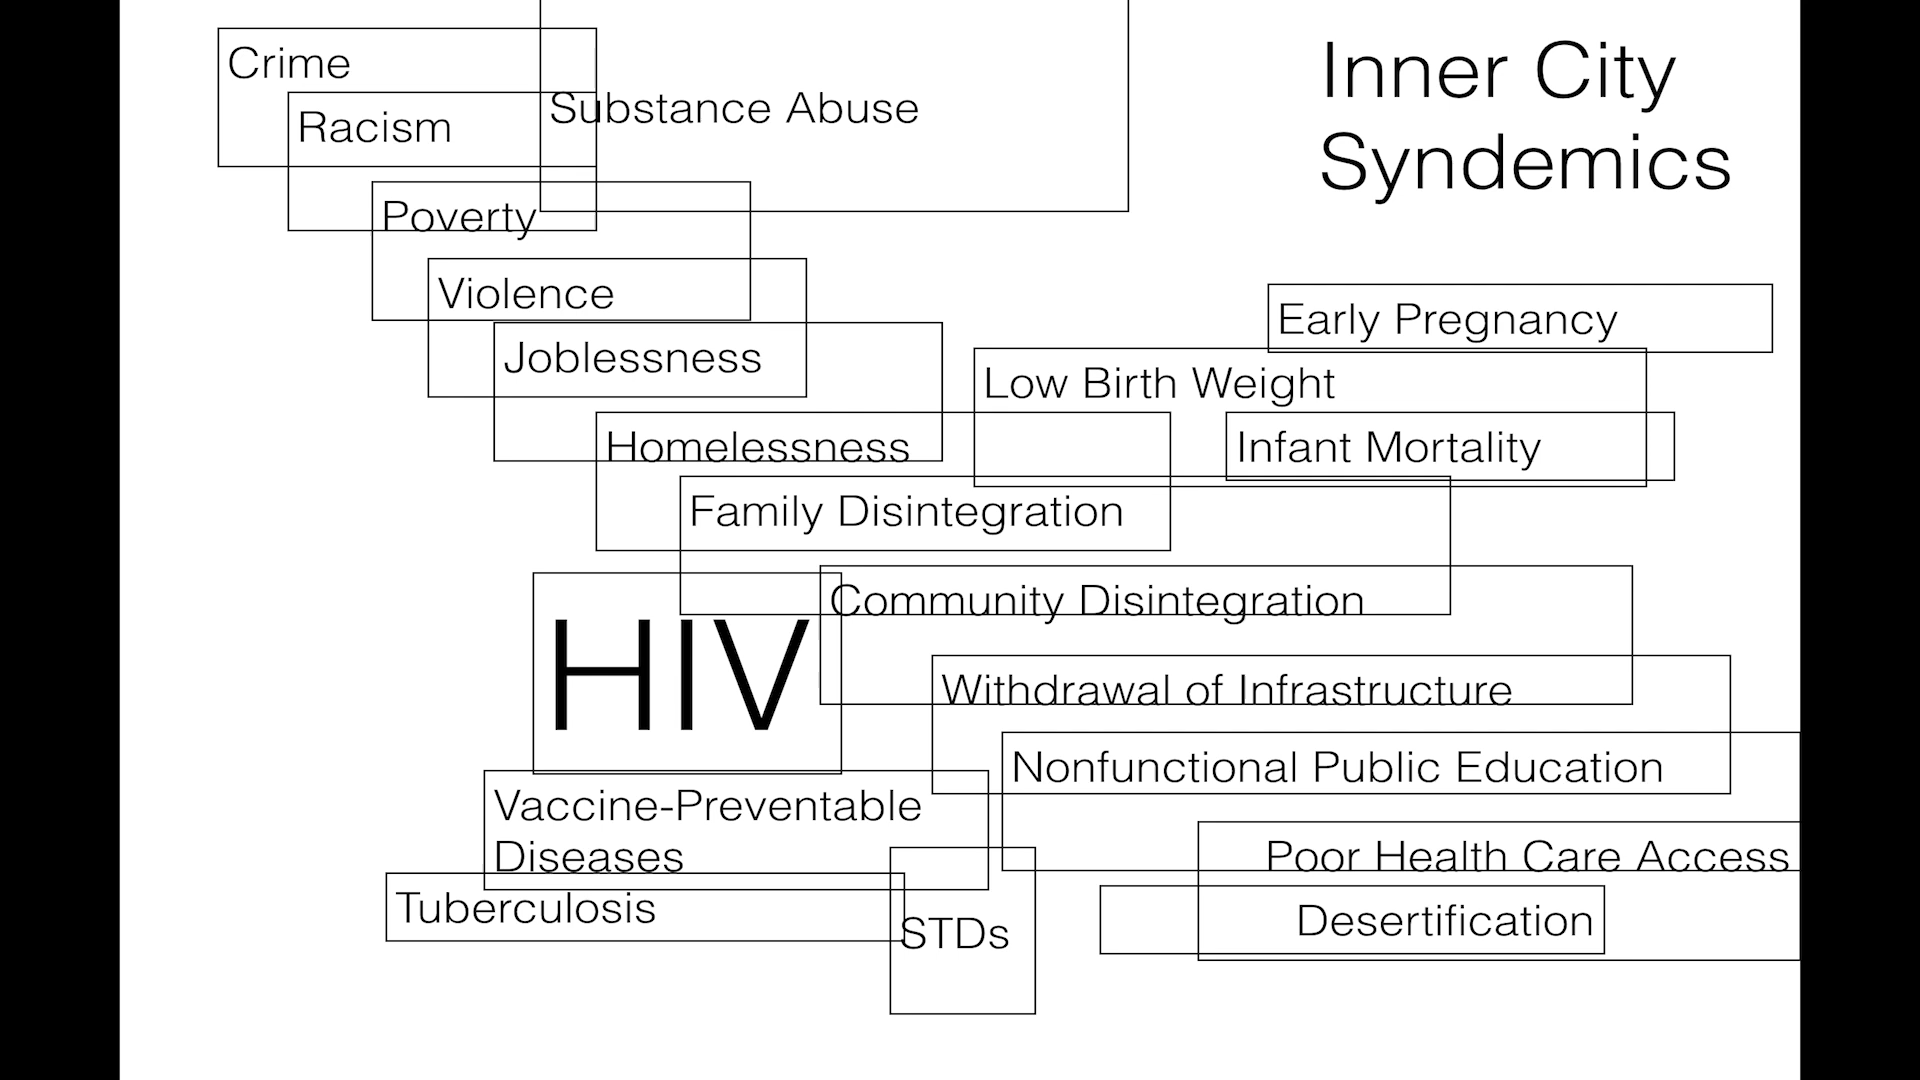 Inner City
Syndemics
Crime
Substance Abuse
Racism
Poverty
Violence
Early Pregnancy
Joblessness
Low Birth Weight
Homelessness
Infant Mortality
Family Disintegration
Community Disintegration
HIV
Withdrawal of Infrastructure
Nonfunctional Public Education
Vaccine-Preventable
Diseases
Poor Health Care Access
Tuberculosis
Desertification
STDs